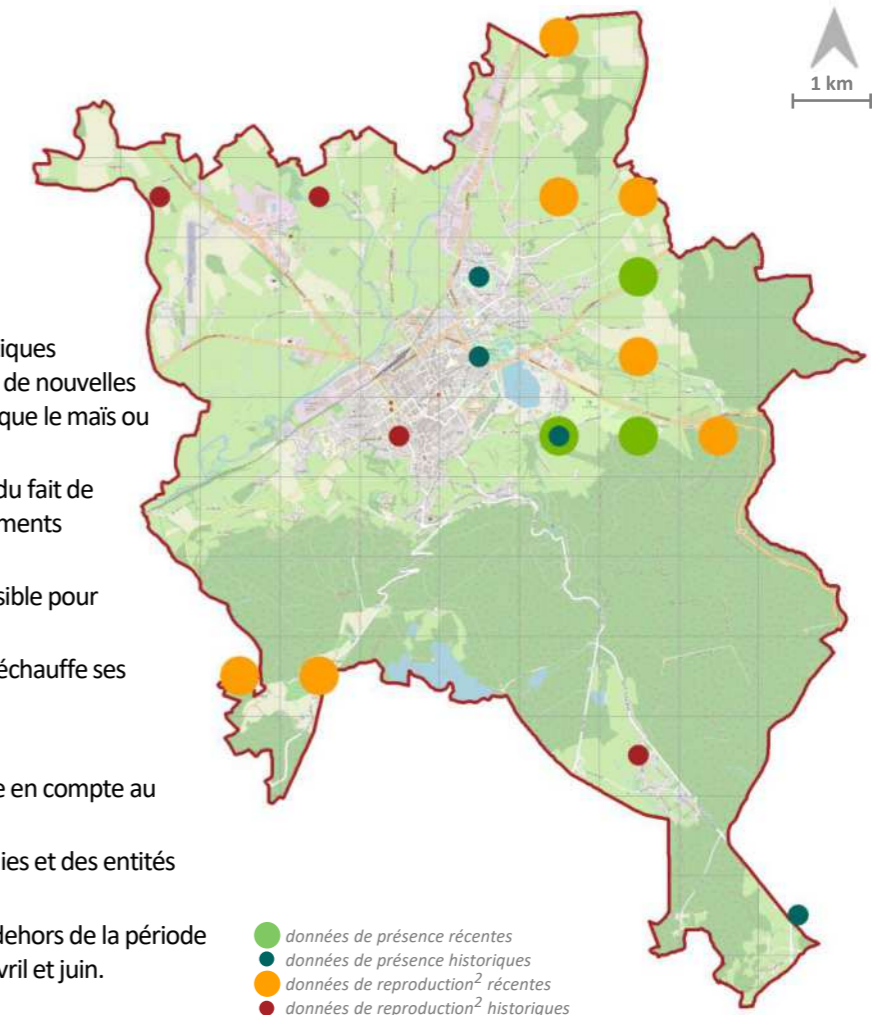 1 km
iques
de nouvelles
que le maïs ou
du fait de
ments
sible pour
échauffe ses
e en compte au
ies et des entités
dehors de la période
vril et juin.
données de présence récentes
données de présence historiques
données de reproduction² récentes
données de reproduction² historiques